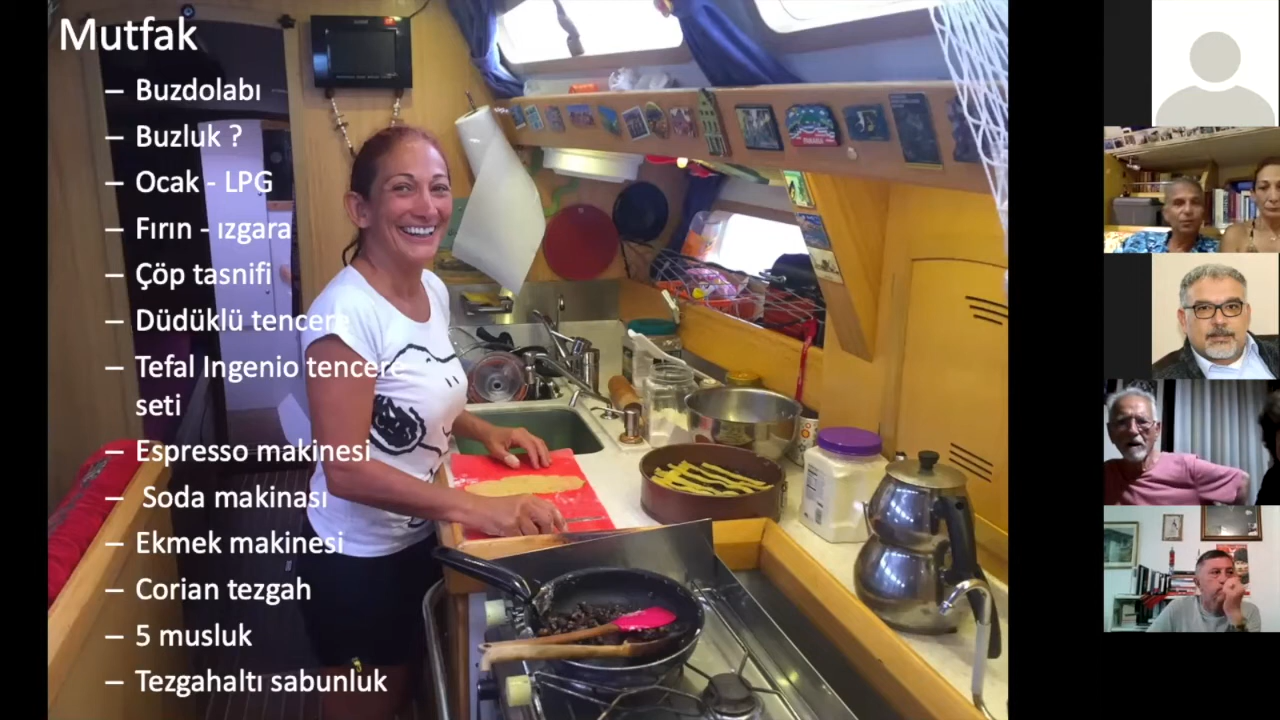 Mutfak
– Buzdolabı
– Buzluk ?
– Ocak - LPG
– Fırın - ızgara
– Çöp tasnifi
– Düdüklü tencere
– Tefal Ingenio tencere
seti
– Espresso makinesi
– Soda makinası
– Ekmek makinesi
– Corian tezgah
– 5 musluk
– Tezgahaltı sabunluk